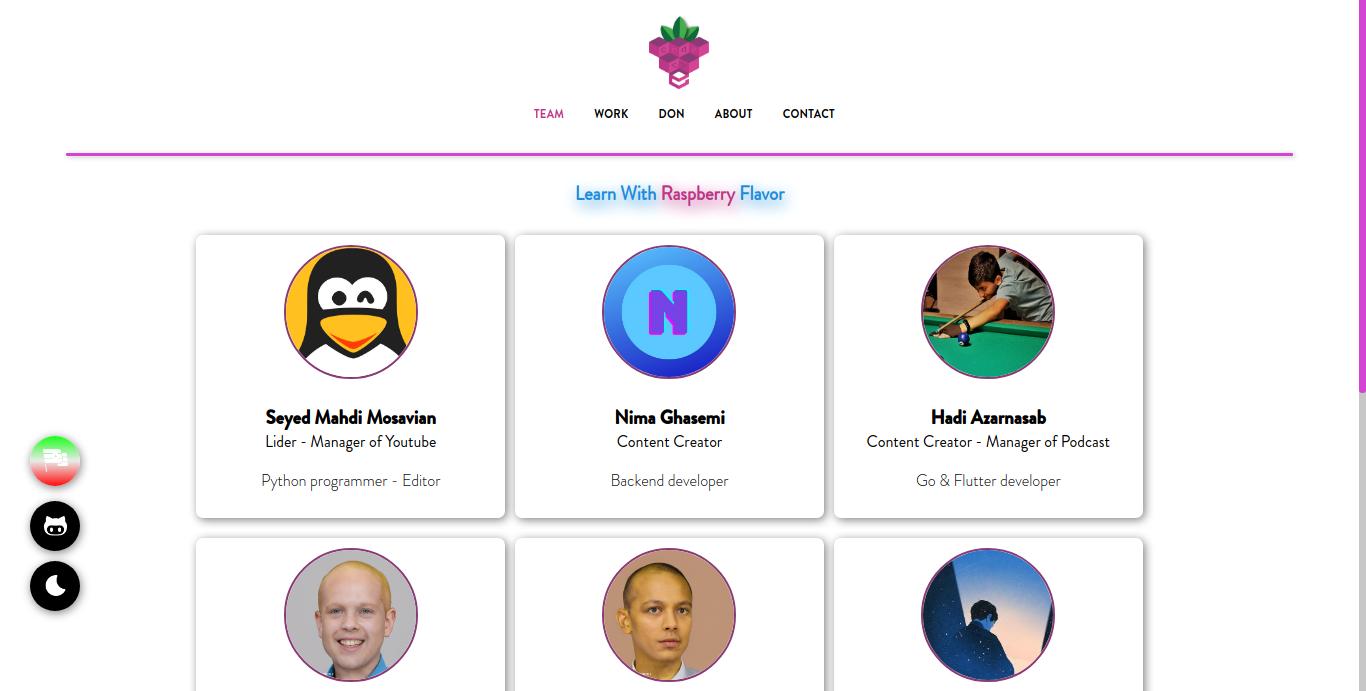 TEAM WORK DON ABOUT CONTACT
Learn With Raspberry Flavor
N
Seyed Mahdi Mosavian
Lider - Manager of Youtube
Python programmer - Editor
Nima Ghasemi
Content Creator
Backend developer
Hadi Azarnasab
Content Creator - Manager of Podcast
Go & Flutter developer